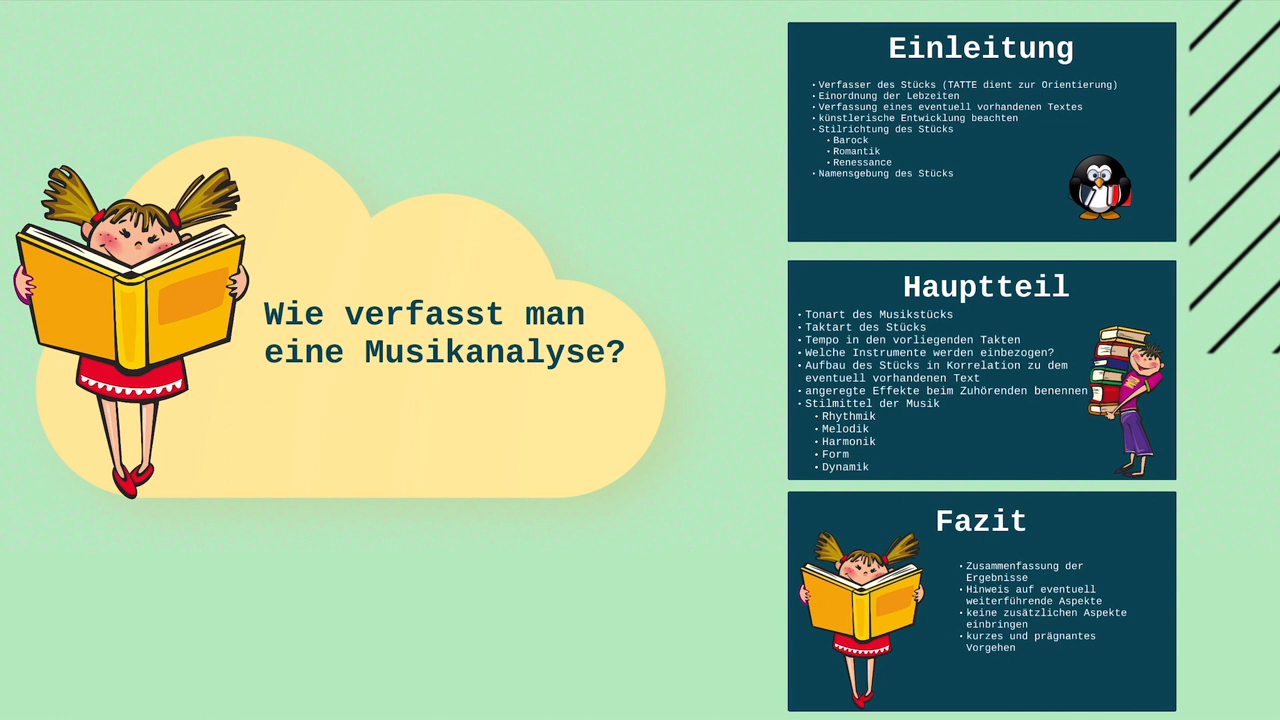 Wie verfasst man
eine Musikanalyse?
Einleitung
• Verfasser des Stücks (TATTE dient zur Orientierung)
• Einordnung der Lebzeiten
• Verfassung eines eventuell vorhandenen Textes
• künstlerische Entwicklung beachten
• Stilrichtung des Stücks
• Barock
• Romantik
• Renessance
• Namensgebung des Stücks
Hauptteil
• Tonart des Musikstücks
• Taktart des Stücks
• Tempo in den vorliegenden Takten
• Welche Instrumente werden einbezogen?
• Aufbau des Stücks in Korrelation zu dem
eventuell vorhandenen Text
• angeregte Effekte beim Zuhörenden benennen
• Stilmittel der Musik
• Rhythmik
• Melodik
• Harmonik
• Form
• Dynamik
Fazit
• Zusammenfassung der
Ergebnisse
• Hinweis auf eventuell
weiterführende Aspekte
• keine zusätzlichen Aspekte
einbringen
• kurzes und prägnantes
Vorgehen